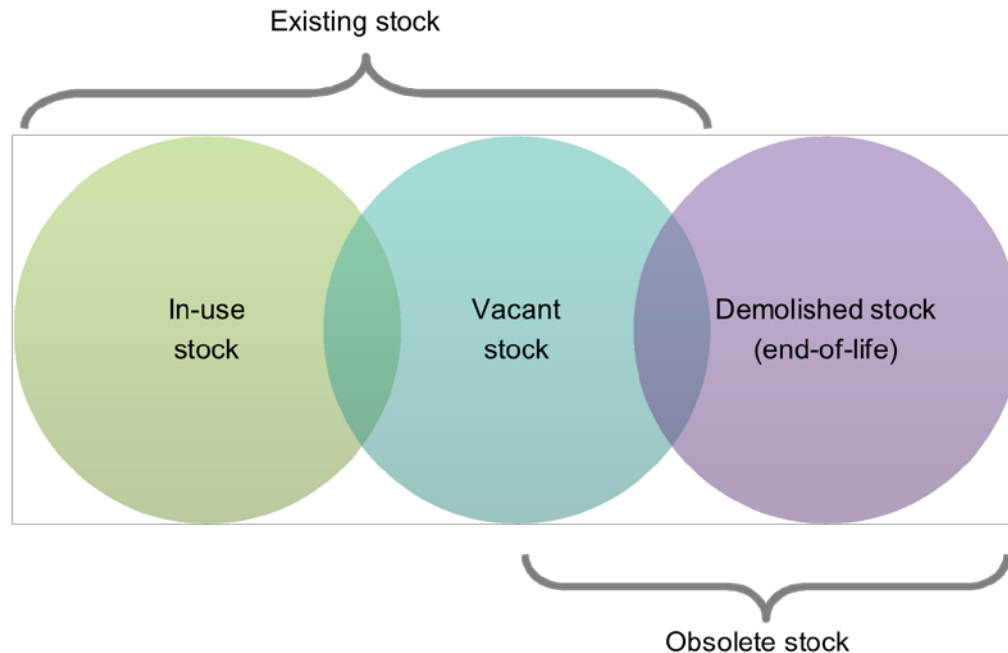 Existing stock
In-use
stock
Vacant
stock
Demolished stock
(end-of-life)
Obsolete stock